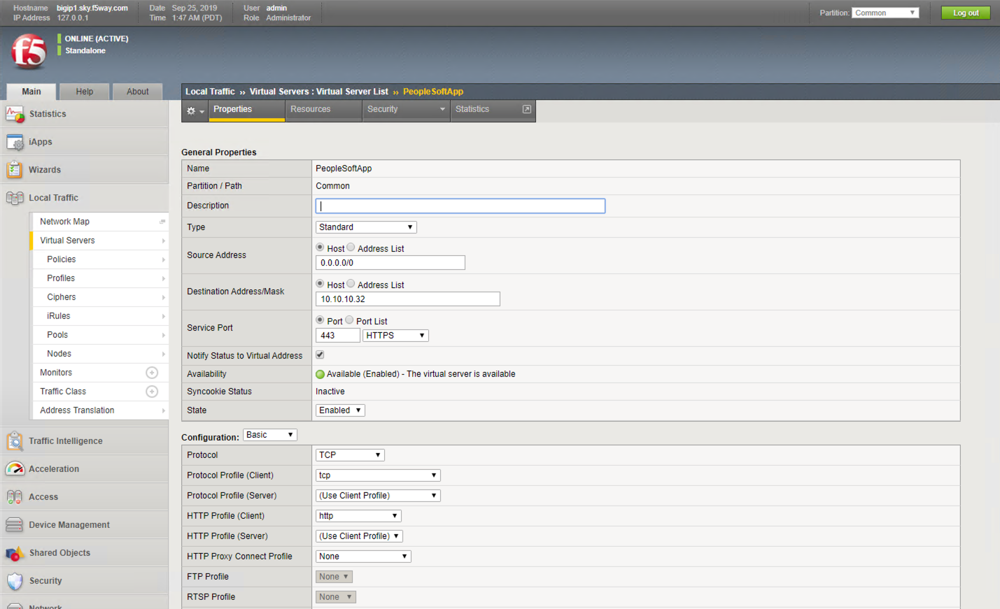 Hostname bigip1.sky.f5way.com Date Sep 25, 2019 User admin
IP Address 127.0.0.1 Time 1:47 AM (PDT) Role Administrator
Partition: Common Log out
f5
ONLINE (ACTIVE)
Standalone
Main Help About
Local Traffic ›› Virtual Servers : Virtual Server List ›› PeopleSoftApp
Properties Resources Security Statistics
Statistics
iApps
Wizards
Local Traffic
Network Map
Virtual Servers
Policies
Profiles
Ciphers
iRules
Pools
Nodes
Monitors
Traffic Class
Address Translation
Traffic Intelligence
Acceleration
Access
Device Management
Shared Objects
Security
Network
General Properties
Name PeopleSoftApp
Partition / Path Common
Description
Type Standard
Source Address Host Address List
0.0.0.0/0
Destination Address/Mask Host Address List
10.10.10.32
Service Port Port Port List
443 HTTPS
Notify Status to Virtual Address
Availability Available (Enabled) - The virtual server is available
Syncookie Status Inactive
State Enabled
Configuration: Basic
Protocol TCP
Protocol Profile (Client) tcp
Protocol Profile (Server) (Use Client Profile)
HTTP Profile (Client) http
HTTP Profile (Server) (Use Client Profile)
HTTP Proxy Connect Profile None
FTP Profile None
RTSP Profile None